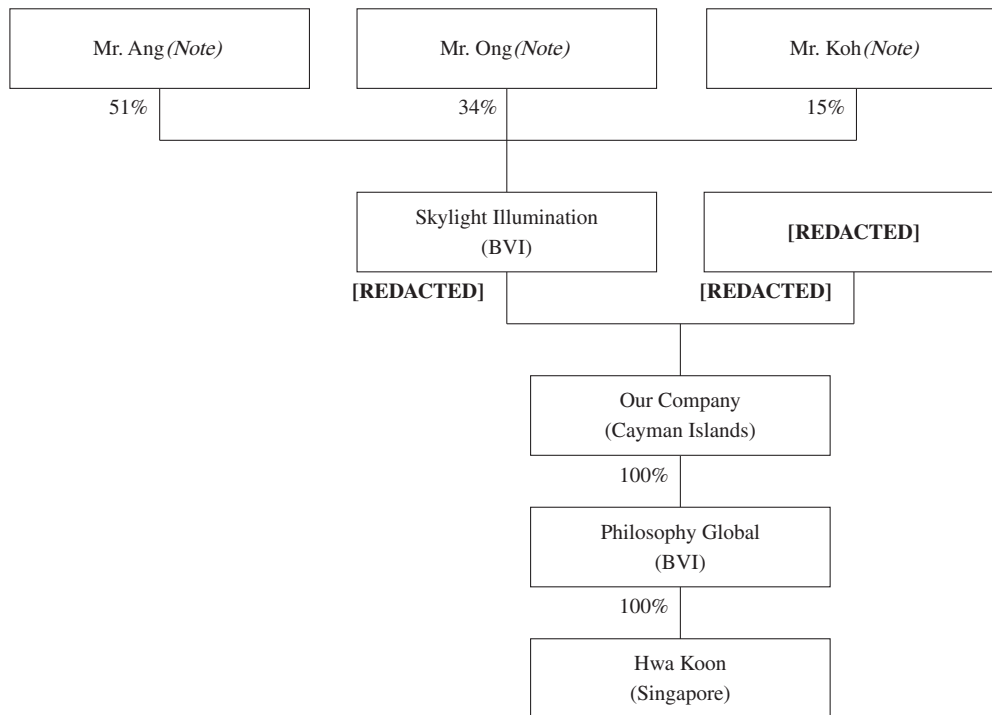 Mr. Ang (Note)
Mr. Ong (Note)
Mr. Koh (Note)
51%
34%
15%
Skylight Illumination
(BVI)
[REDACTED]
[REDACTED]
[REDACTED]
Our Company
(Cayman Islands)
100%
Philosophy Global
(BVI)
100%
Hwa Koon
(Singapore)